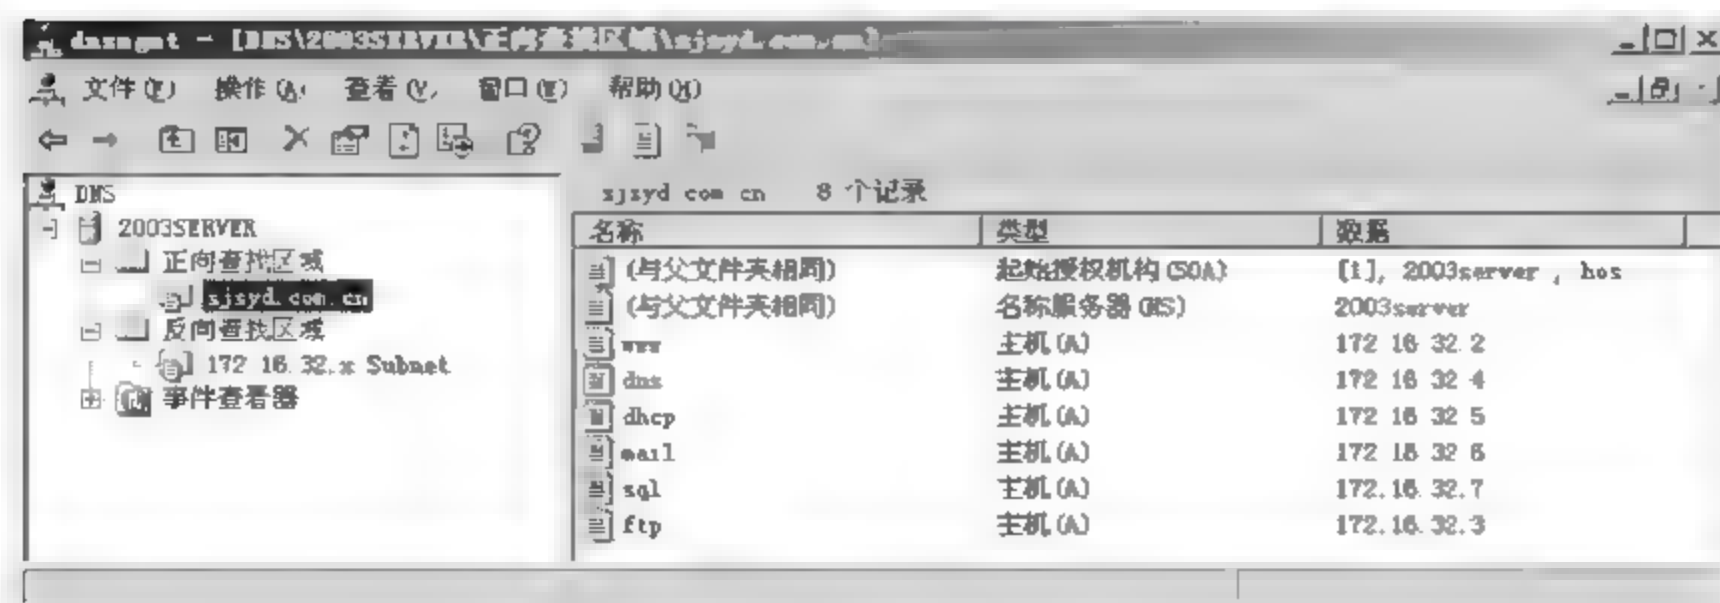 dnsmgmt - [DNS\2003SERVER\正向查找区域\sjsyd.com.cn]
文件(F) 操作(A) 查看(V) 窗口(W) 帮助(H)
DNS
2003SERVER
正向查找区域
sjsyd.com.cn
反向查找区域
172.16.32.x Subnet
事件查看器
sjsyd.com.cn 8 个记录
名称 类型 数据
(与父文件夹相同) 起始授权机构(SOA) [1], 2003server., hos
(与父文件夹相同) 名称服务器(NS) 2003server
www 主机(A) 172.16.32.2
dns 主机(A) 172.16.32.4
dhcp 主机(A) 172.16.32.5
mail 主机(A) 172.16.32.6
sql 主机(A) 172.16.32.7
ftp 主机(A) 172.16.32.3